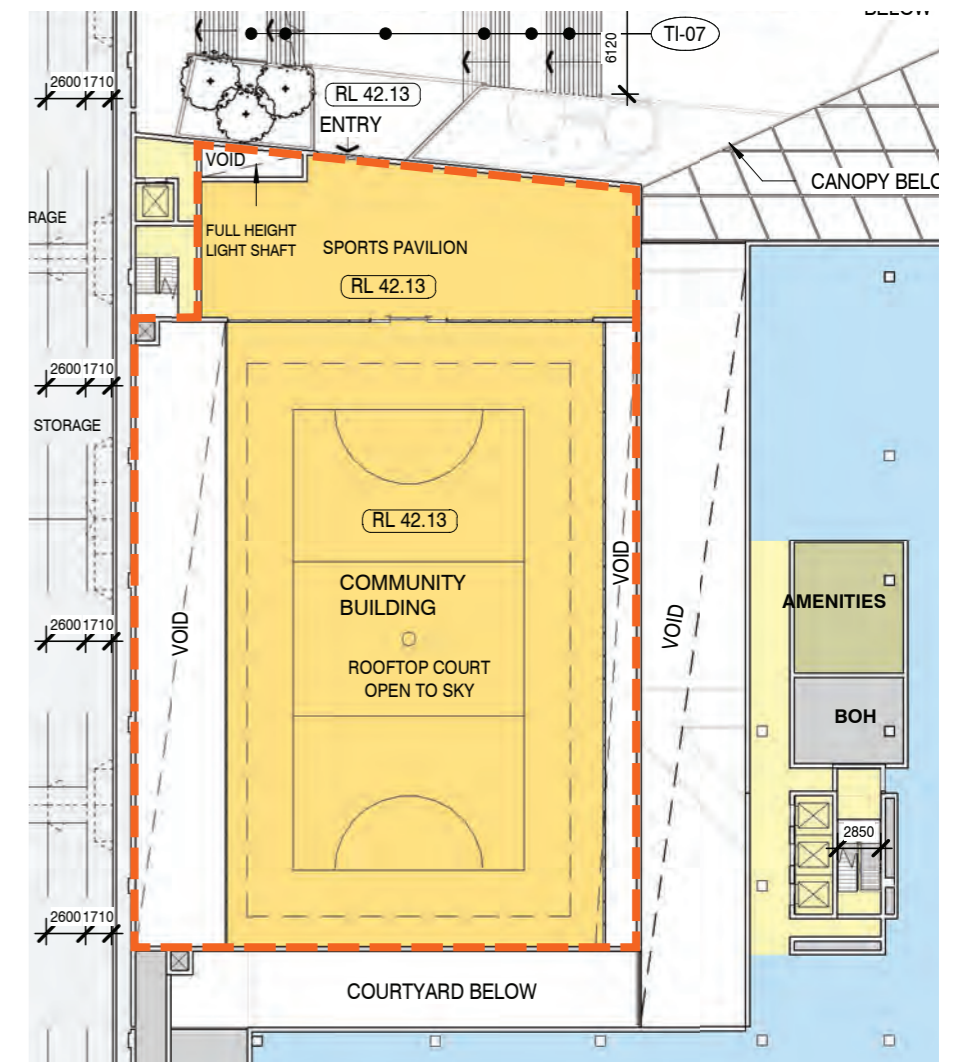 BELOW
TI-07
6120
2600 1710
RL 42.13
ENTRY
VOID
CANOPY BELO
RAGE
FULL HEIGHT
LIGHT SHAFT
SPORTS PAVILION
RL 42.13
2600 1710
STORAGE
RL 42.13
VOID
COMMUNITY
BUILDING
AMENITIES
VOID
VOID
2600 1710
ROOFTOP COURT
OPEN TO SKY
BOH
2850
2600 1710
COURTYARD BELOW